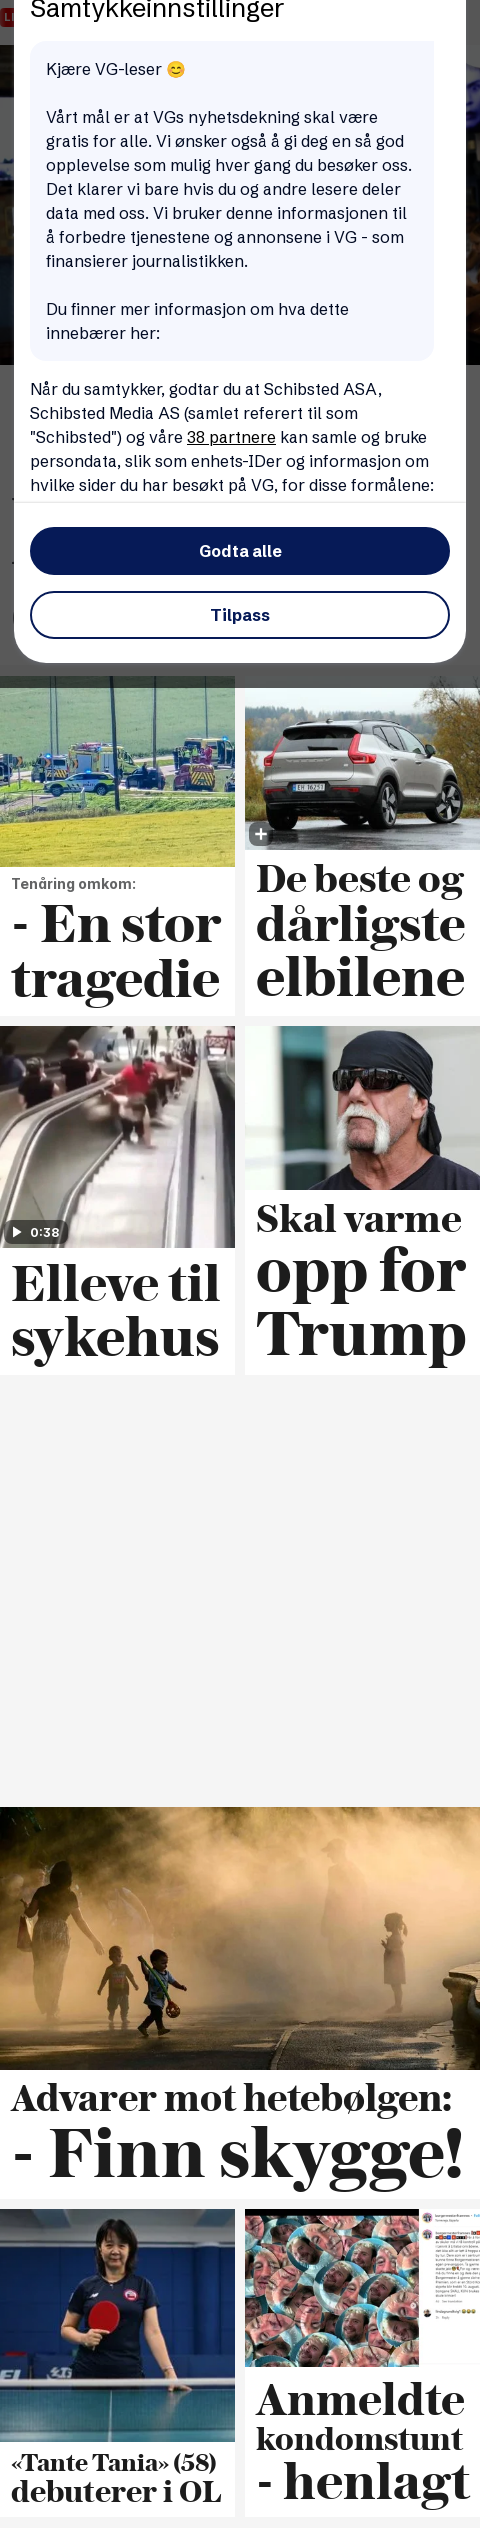 Samtykkeinnstillinger
Kjære VG-leser 😊
Vårt mål er at VGs nyhetsdekning skal være
gratis for alle. Vi ønsker også å gi deg en så god
opplevelse som mulig hver gang du besøker oss.
Det klarer vi bare hvis du og andre lesere deler
data med oss. Vi bruker denne informasjonen til
å forbedre tjenestene og annonsene i VG - som
finansierer journalistikken.
Du finner mer informasjon om hva dette
innebærer her:
Når du samtykker, godtar du at Schibsted ASA,
Schibsted Media AS (samlet referert til som
"Schibsted") og våre 38 partnere kan samle og bruke
persondata, slik som enhets-IDer og informasjon om
hvilke sider du har besøkt på VG, for disse formålene:
Godta alle
Tilpass
Tenåring omkom:
- En stor
tragedie
De beste og
dårligste
elbilene
0:38
Elleve til
sykehus
Skal varme
opp for
Trump
Advarer mot hetebølgen:
- Finn skygge!
«Tante Tania» (58)
debuterer i OL
Anmeldte
kondomstunt
- henlagt